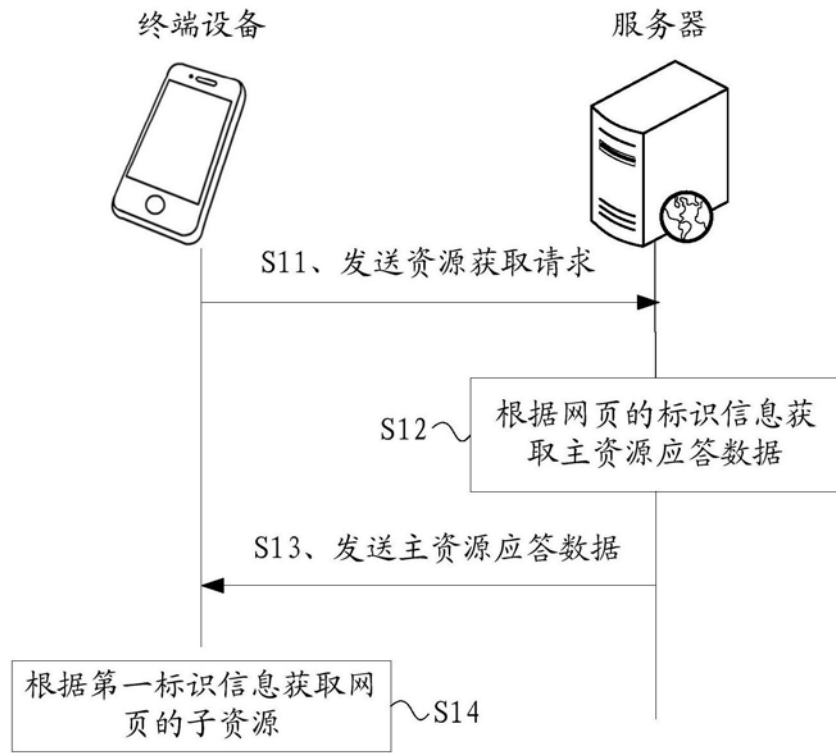 终端设备
服务器
S11、发送资源获取请求
S12
根据网页的标识信息获
取主资源应答数据
S13、发送主资源应答数据
根据第一标识信息获取网
页的子资源
S14